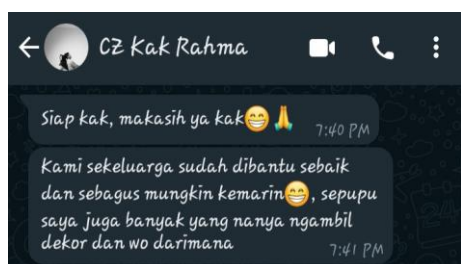 CZ Kak Rahma
Siap kak, makasih ya kak😁🙏
7:40 PM
Kami sekeluarga sudah dibantu sebaik
dan sebagus mungkin kemarin😁, sepupu
saya juga banyak yang nanya ngambil
dekor dan wo darimana
7:41 PM